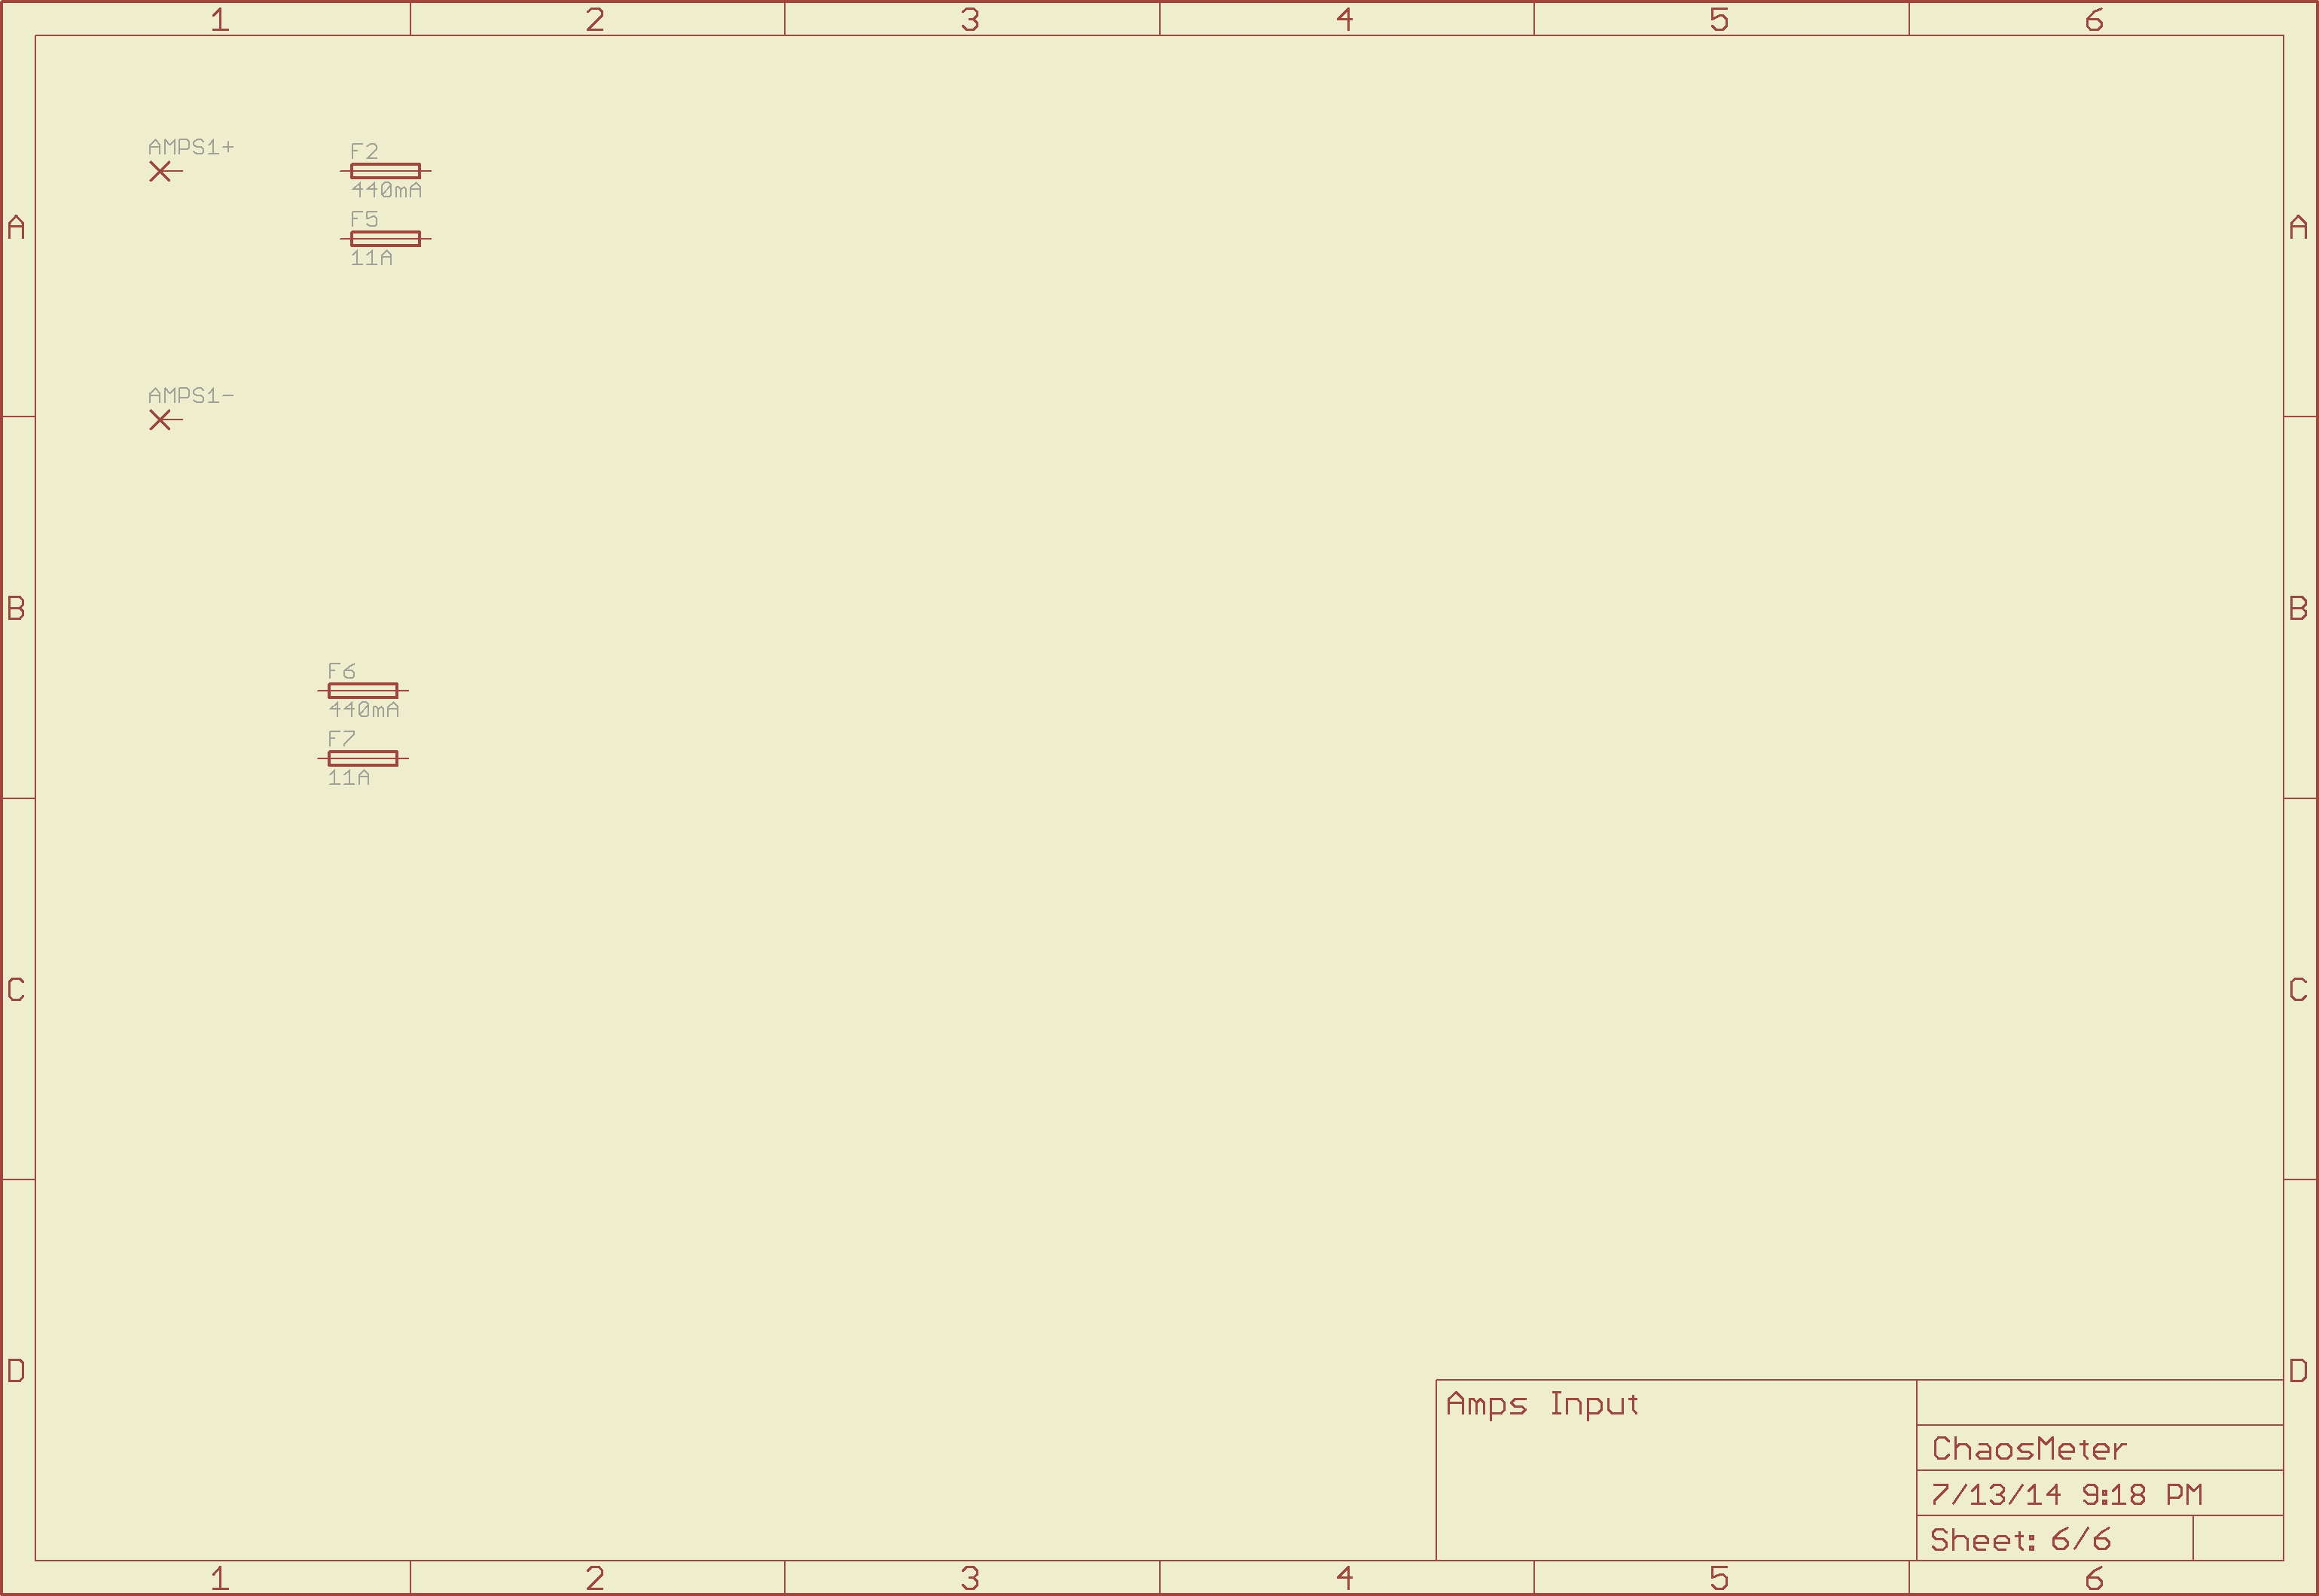 1 2 3 4 5 6
AMPS1+
F2
440mA
A A
F5
11A
AMPS1-
B B
F6
440mA
F7
11A
C C
D D
Amps Input
ChaosMeter
7/13/14 9:18 PM
Sheet: 6/6
1 2 3 4 5 6